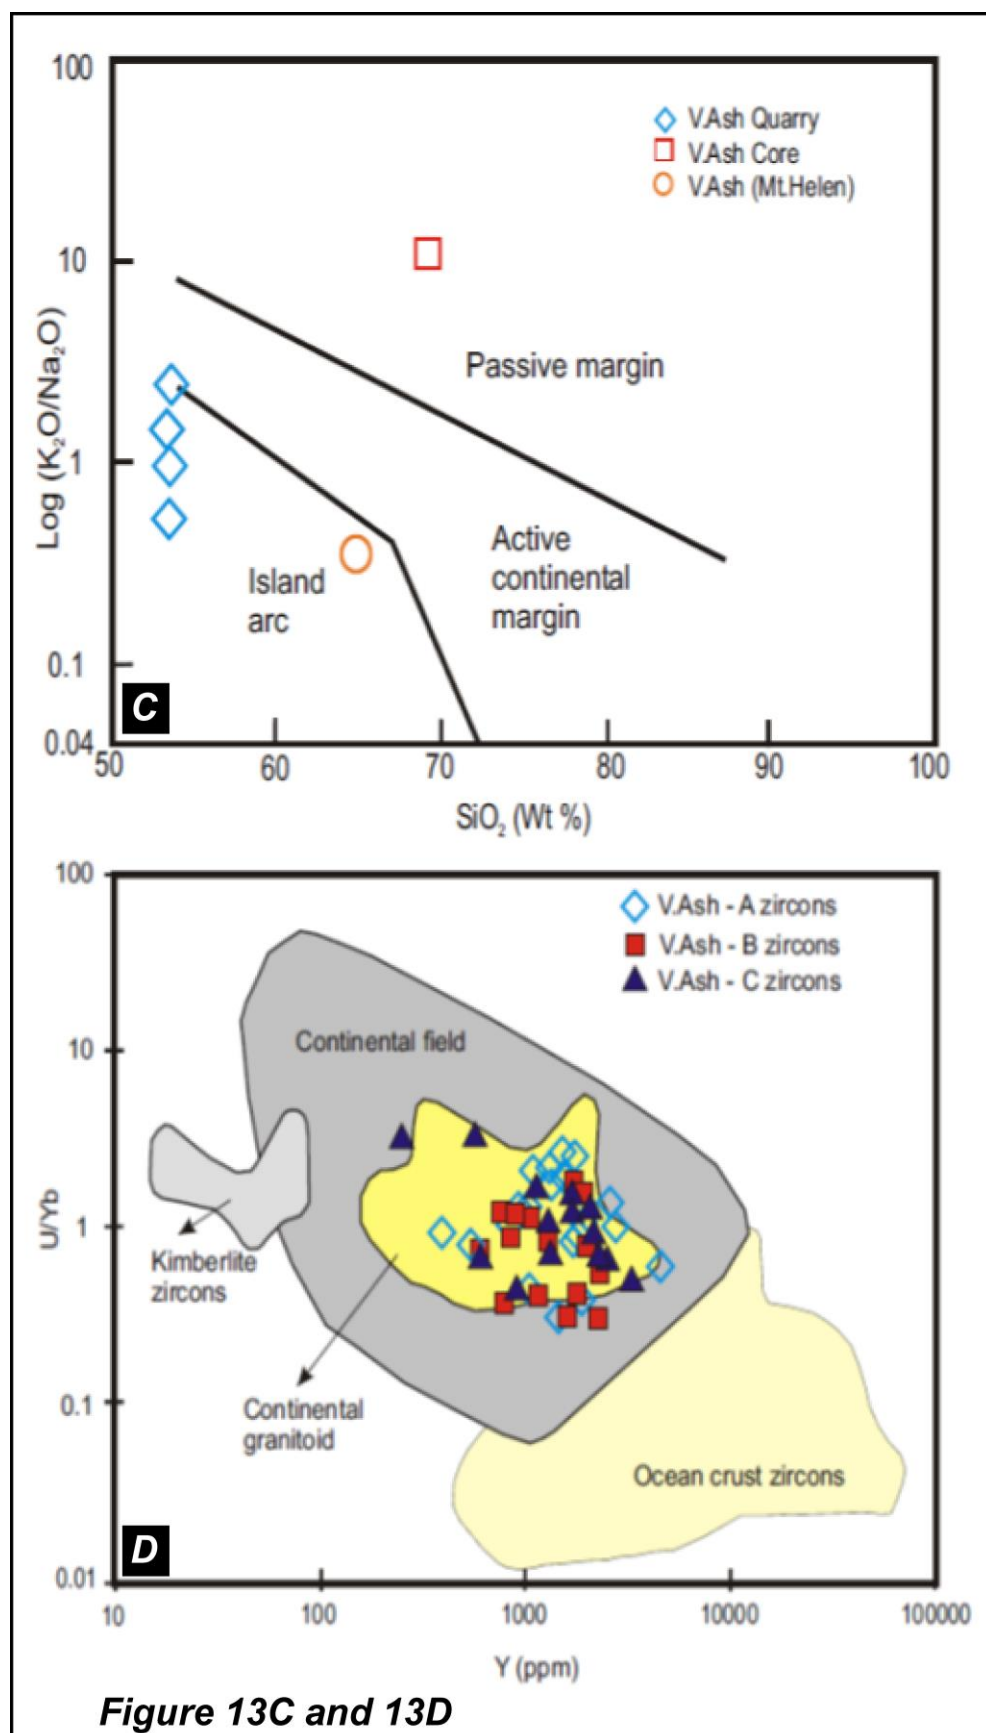 100
V.Ash Quarry
V.Ash Core
V.Ash (Mt.Helen)
10
Passive margin
Log (K₂O/Na₂O)
1
Active
continental
margin
Island
arc
0.1
C
0.04
50 60 70 80 90 100
SiO₂ (Wt %)
100
V.Ash - A zircons
V.Ash - B zircons
V.Ash - C zircons
Continental field
10
U/Yb
1
Kimberlite
zircons
0.1
Continental
granitoid
Ocean crust zircons
D
0.01
10 100 1000 10000 100000
Y (ppm)
Figure 13C and 13D